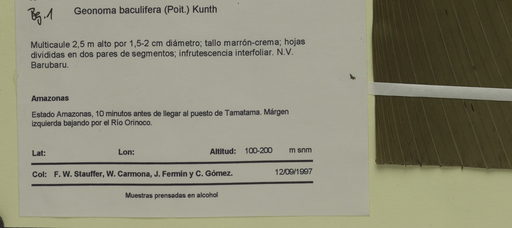 Bg. 1
Geonoma baculifera (Poit.) Kunth
Multicaule 2,5 m alto por 1,5-2 cm diámetro; tallo marrón-crema; hojas
divididas en dos pares de segmentos; infrutescencia interfoliar. N.V.
Barubaru.
Amazonas
Estado Amazonas, 10 minutos antes de llegar al puesto de Tamatama. Márgen
izquierda bajando por el Río Orinoco.
Lat: Lon: Altitud: 100-200 m snm
Col: F. W. Stauffer, W. Carmona, J. Fermín y C. Gómez. 12/09/1997
Muestras prensadas en alcohol